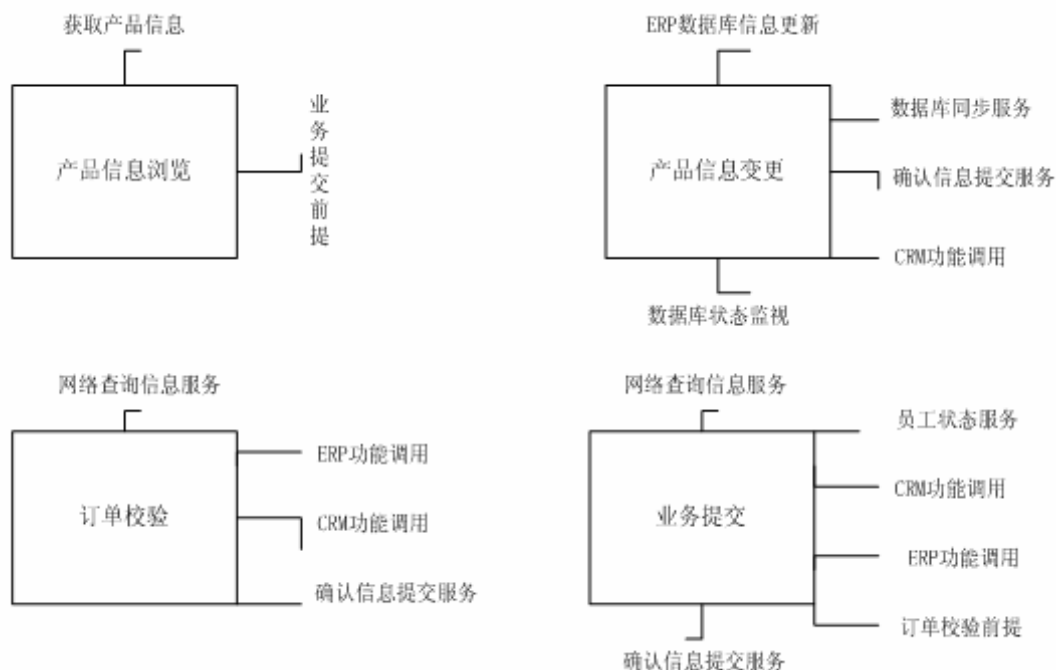 获取产品信息
产品信息浏览
业务提交前提
ERP数据库信息更新
产品信息变更
数据库同步服务
确认信息提交服务
CRM功能调用
数据库状态监视
网络查询信息服务
订单校验
ERP功能调用
CRM功能调用
确认信息提交服务
网络查询信息服务
业务提交
员工状态服务
CRM功能调用
ERP功能调用
订单校验前提
确认信息提交服务